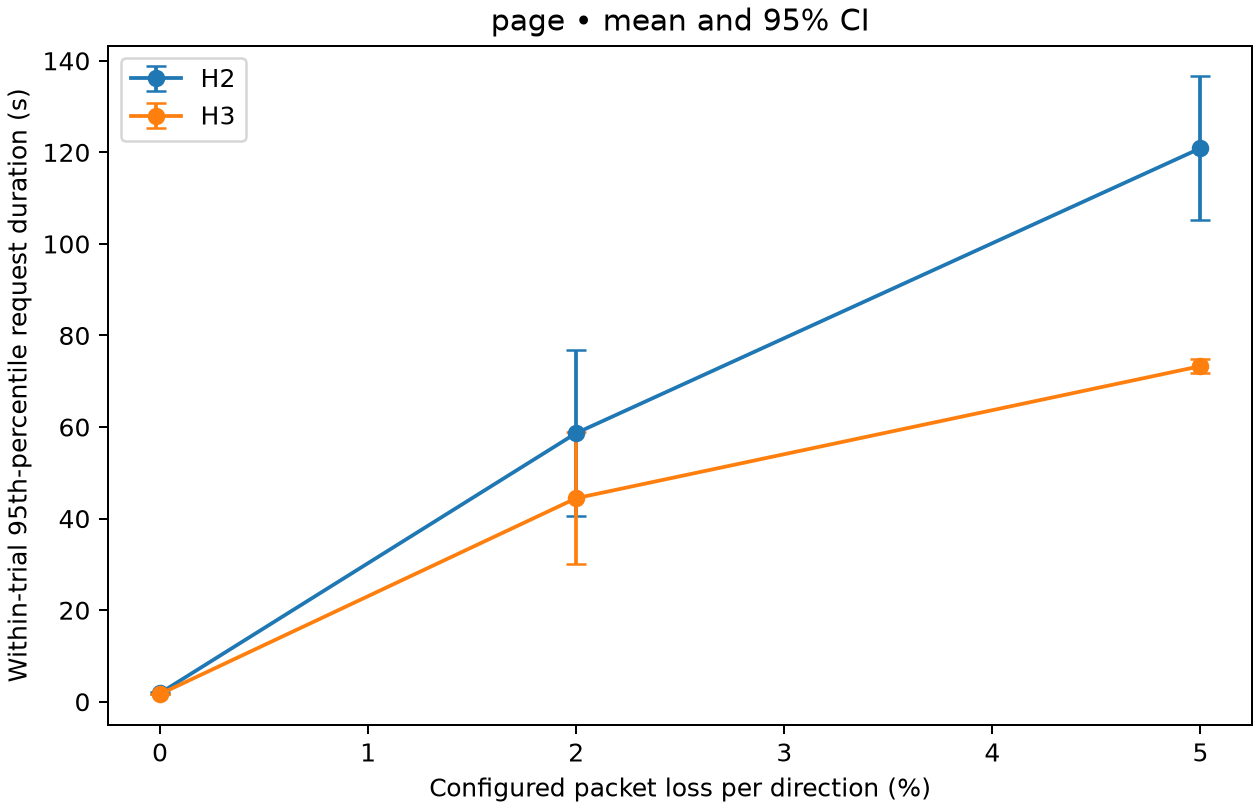 page • mean and 95% CI
H2
H3
Within-trial 95th-percentile request duration (s)
140
120
100
80
60
40
20
0
0 1 2 3 4 5
Configured packet loss per direction (%)